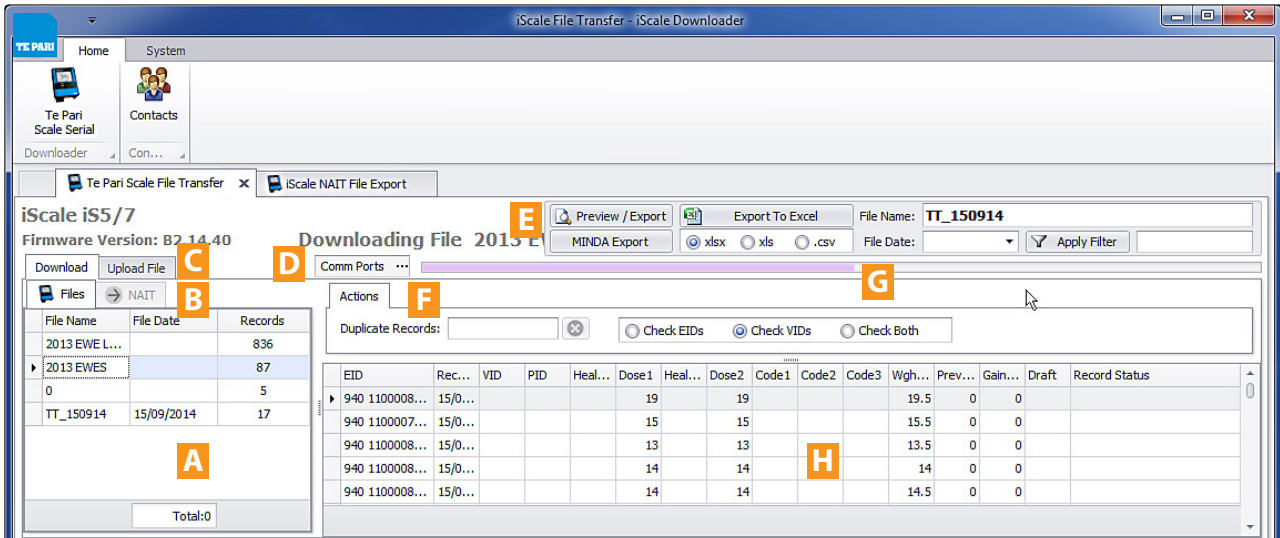 iScale File Transfer - iScale Downloader
TE PARI
Home System
Te Pari
Scale Serial
Contacts
Downloader Con...
Te Pari Scale File Transfer x iScale NAIT File Export
iScale iS5/7
Firmware Version: B2.14.40
Downloading File 2013 EW
E
Preview / Export
Export To Excel
File Name: TT_150914
MINDA Export
xlsx xls .csv
File Date:
Apply Filter
Download Upload File C
D Comm Ports ...
G
Files NAIT B
Actions F
File Name File Date Records
Duplicate Records: Check EIDs Check VIDs Check Both
2013 EWE L... 836
2013 EWES 87
0 5
TT_150914 15/09/2014 17
A
Total:0
EID Rec... VID PID Heal... Dose1 Heal... Dose2 Code1 Code2 Code3 Wgh... Prev... Gain... Draft Record Status
940 1100008... 15/0... 19 19 19.5 0 0
940 1100007... 15/0... 15 15 15.5 0 0
940 1100008... 15/0... 13 13 13.5 0 0
940 1100008... 15/0... 14 14 14 0 0
940 1100008... 15/0... 14 14 14.5 0 0
H